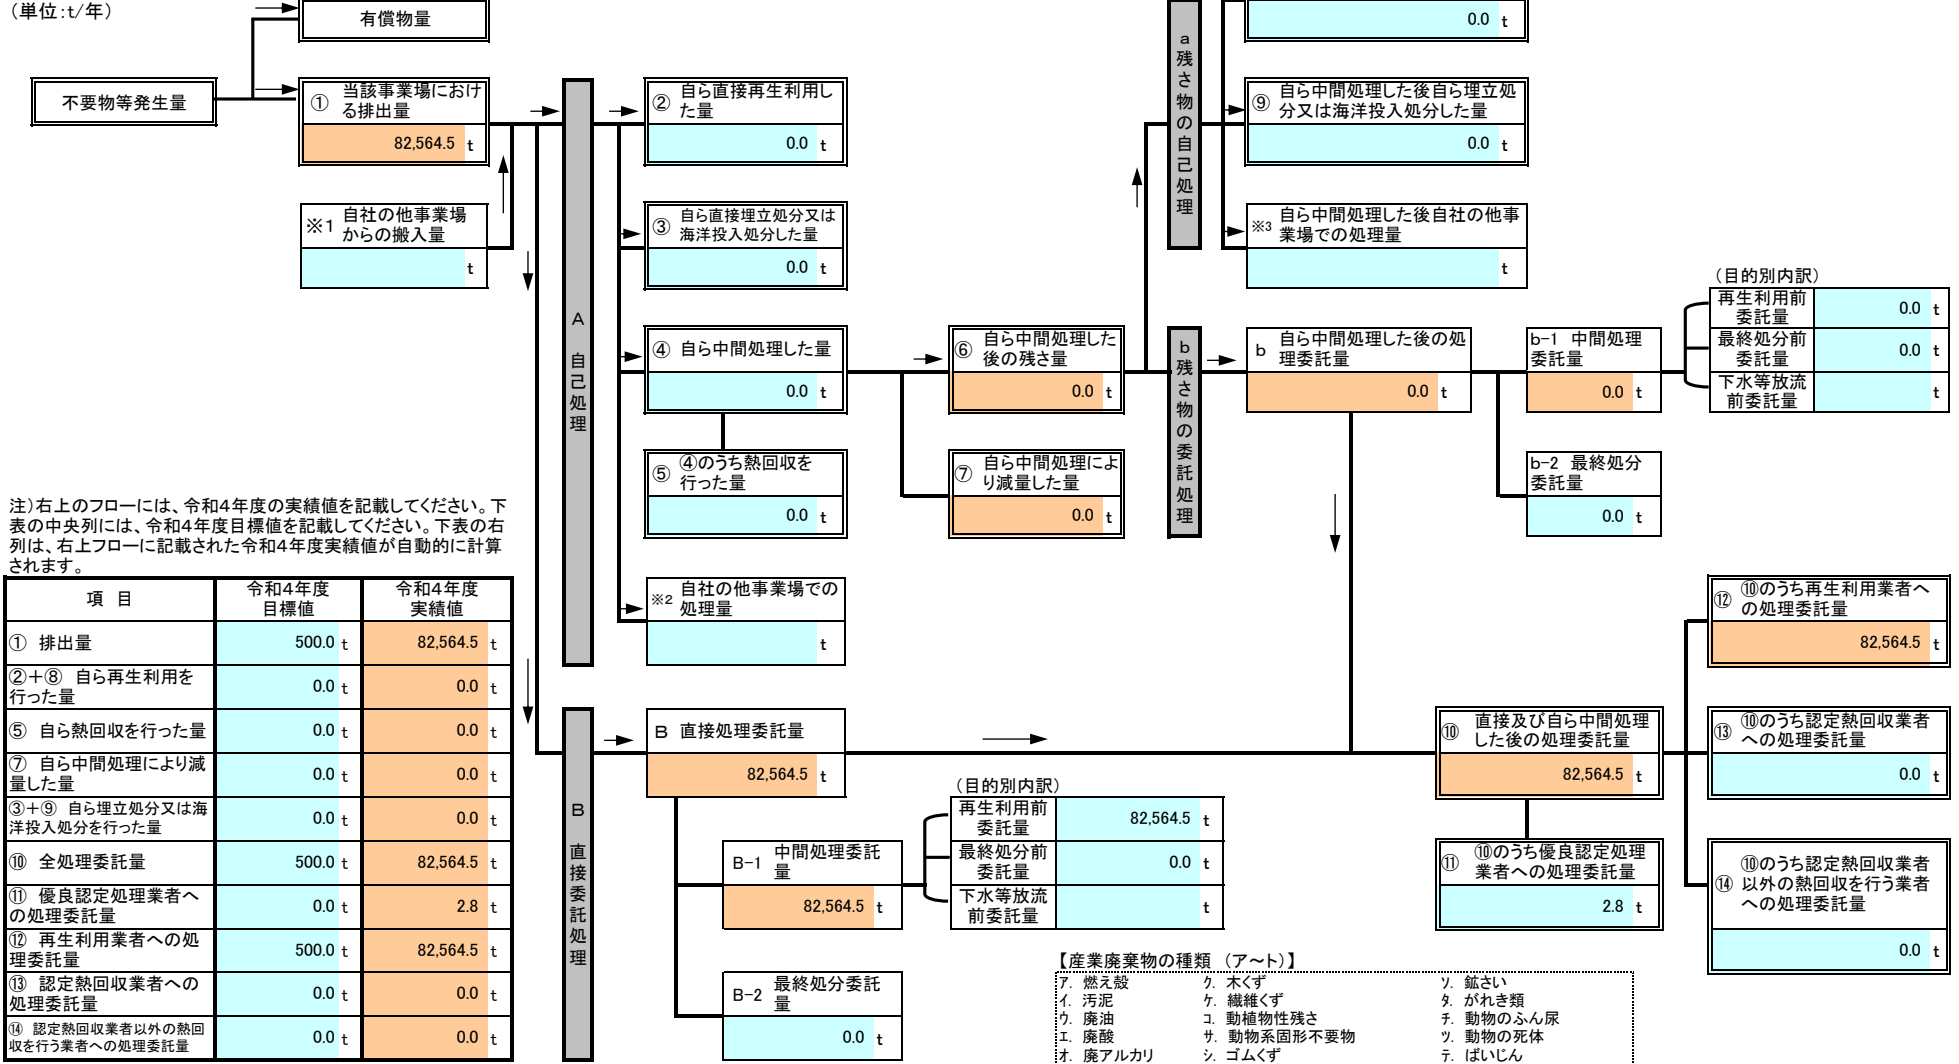 （単位：t/年）
有償物量
不要物等発生量
① 当該事業場におけ
る排出量
82,564.5 t
※1 自社の他事業場
からの搬入量
t
A 自己処理
② 自ら直接再生利用し
た量
0.0 t
③ 自ら直接埋立処分又は
海洋投入処分した量
0.0 t
④ 自ら中間処理した量
0.0 t
⑤ ④のうち熱回収を
行った量
0.0 t
※2 自社の他事業場での
処理量
t
⑥ 自ら中間処理した
後の残さ量
0.0 t
⑦ 自ら中間処理によ
り減量した量
0.0 t
a 残さ物の自己処理
0.0 t
⑨ 自ら中間処理した後自ら埋立処
分又は海洋投入処分した量
0.0 t
※3 自ら中間処理した後自社の他事
業場での処理量
t
b 残さ物の委託処理
b 自ら中間処理した後の処
理委託量
0.0 t
b-1 中間処理
委託量
0.0 t
b-2 最終処分
委託量
0.0 t
（目的別内訳）
再生利用前
委託量
0.0 t
最終処分前
委託量
0.0 t
下水等放流
前委託量
t
注）右上のフローには、令和４年度の実績値を記載してください。下
表の中央列には、令和４年度目標値を記載してください。下表の右
列は、右上フローに記載された令和４年度実績値が自動的に計算
されます。
項 目
令和４年度
目標値
令和４年度
実績値
① 排出量
500.0 t 82,564.5 t
②＋⑧ 自ら再生利用を
行った量
0.0 t 0.0 t
⑤ 自ら熱回収を行った量
0.0 t 0.0 t
⑦ 自ら中間処理により減
量した量
0.0 t 0.0 t
③＋⑨ 自ら埋立処分又は海
洋投入処分を行った量
0.0 t 0.0 t
⑩ 全処理委託量
500.0 t 82,564.5 t
⑪ 優良認定処理業者へ
の処理委託量
0.0 t 2.8 t
⑫ 再生利用業者への処
理委託量
500.0 t 82,564.5 t
⑬ 認定熱回収業者への
処理委託量
0.0 t 0.0 t
⑭ 認定熱回収業者以外の熱回
収を行う業者への処理委託量
0.0 t 0.0 t
B 直接委託処理
B 直接処理委託量
82,564.5 t
B-1 中間処理委託
量
82,564.5 t
B-2 最終処分委託
量
0.0 t
（目的別内訳）
再生利用前
委託量
82,564.5 t
最終処分前
委託量
0.0 t
下水等放流
前委託量
t
⑩ 直接及び自ら中間処理
した後の処理委託量
82,564.5 t
⑪ ⑩のうち優良認定処理
業者への処理委託量
2.8 t
⑫ ⑩のうち再生利用業者へ
の処理委託量
82,564.5 t
⑬ ⑩のうち認定熱回収業者
への処理委託量
0.0 t
⑭ ⑩のうち認定熱回収業者
以外の熱回収を行う業者
への処理委託量
0.0 t
【産業廃棄物の種類 （ア～ト）】
ア. 燃え殻 ク. 木くず ソ. 鉱さい
イ. 汚泥 ケ. 繊維くず タ. がれき類
ウ. 廃油 コ. 動植物性残さ チ. 動物のふん尿
エ. 廃酸 サ. 動物系固形不要物 ツ. 動物の死体
オ. 廃アルカリ シ. ゴムくず テ. ばいじん